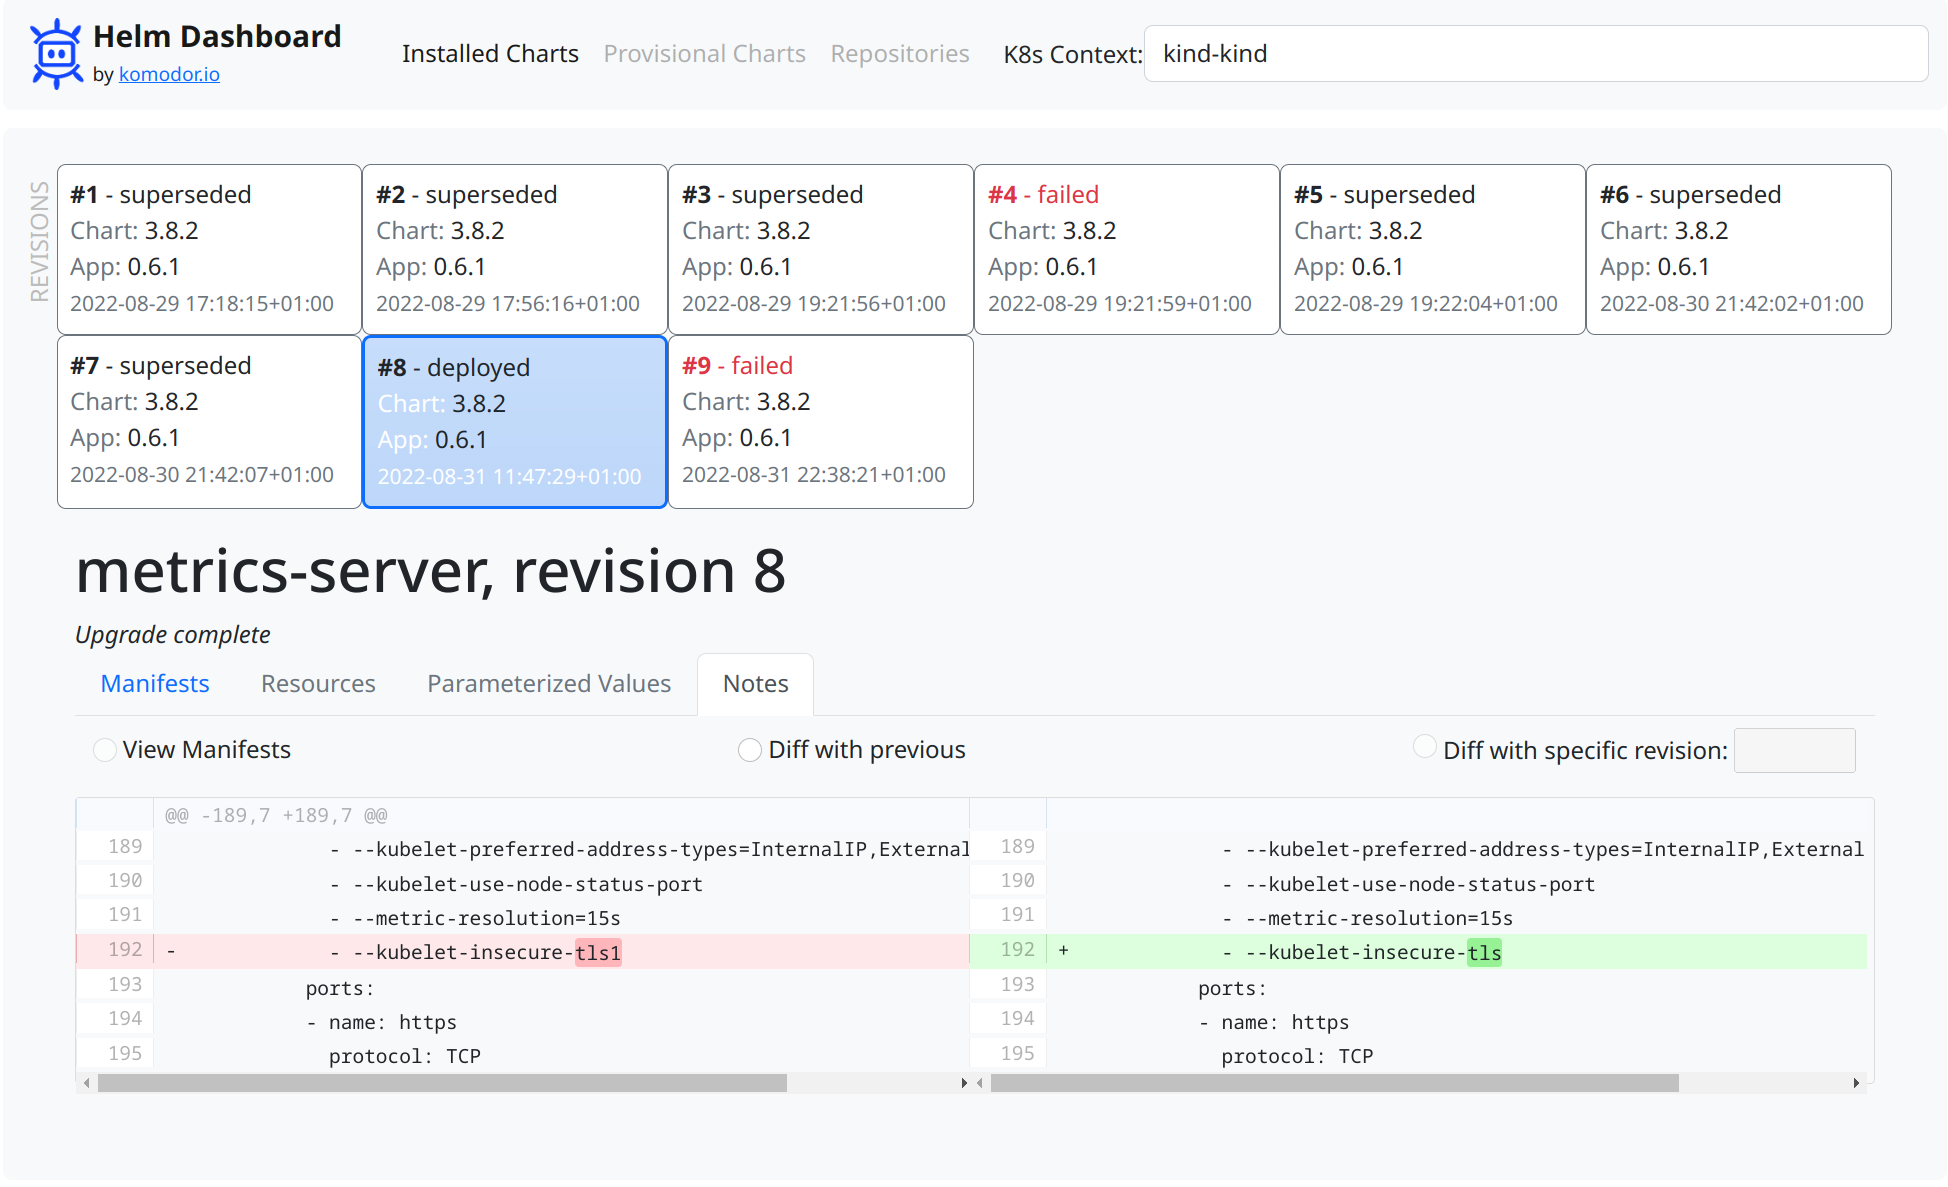 Helm Dashboard
by komodor.io
Installed Charts Provisional Charts Repositories K8s Context: kind-kind
REVISIONS
#1 - superseded
Chart: 3.8.2
App: 0.6.1
2022-08-29 17:18:15+01:00
#2 - superseded
Chart: 3.8.2
App: 0.6.1
2022-08-29 17:56:16+01:00
#3 - superseded
Chart: 3.8.2
App: 0.6.1
2022-08-29 19:21:56+01:00
#4 - failed
Chart: 3.8.2
App: 0.6.1
2022-08-29 19:21:59+01:00
#5 - superseded
Chart: 3.8.2
App: 0.6.1
2022-08-29 19:22:04+01:00
#6 - superseded
Chart: 3.8.2
App: 0.6.1
2022-08-30 21:42:02+01:00
#7 - superseded
Chart: 3.8.2
App: 0.6.1
2022-08-30 21:42:07+01:00
#8 - deployed
Chart: 3.8.2
App: 0.6.1
2022-08-31 11:47:29+01:00
#9 - failed
Chart: 3.8.2
App: 0.6.1
2022-08-31 22:38:21+01:00
metrics-server, revision 8
Upgrade complete
Manifests Resources Parameterized Values Notes
View Manifests Diff with previous Diff with specific revision:
@@ -189,7 +189,7 @@
189 - --kubelet-preferred-address-types=InternalIP,External
190 - --kubelet-use-node-status-port
191 - --metric-resolution=15s
192 - - --kubelet-insecure-tls1
193 ports:
194 - name: https
195 protocol: TCP
189 - --kubelet-preferred-address-types=InternalIP,External
190 - --kubelet-use-node-status-port
191 - --metric-resolution=15s
192 + - --kubelet-insecure-tls
193 ports:
194 - name: https
195 protocol: TCP